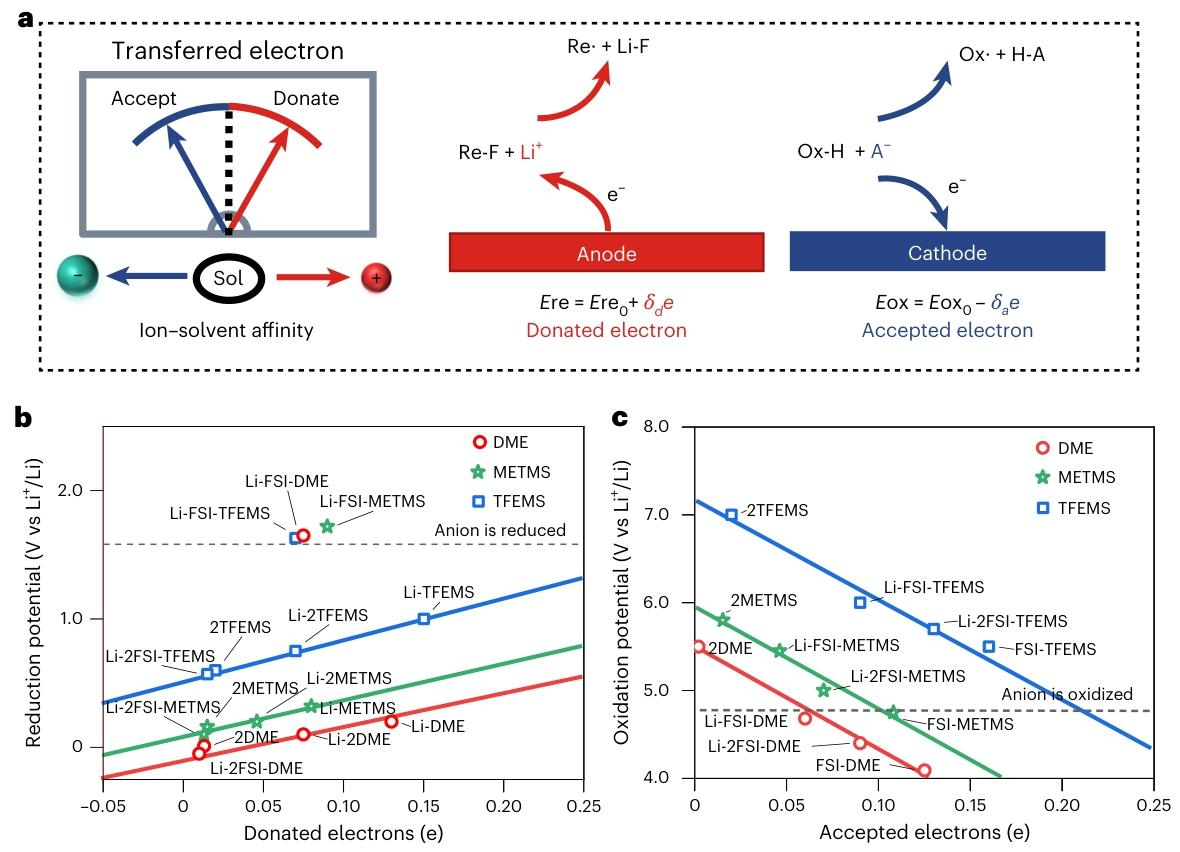 a
Transferred electron
Accept
Donate
-
Sol
+
Ion–solvent affinity
Re· + Li-F
Re-F + Li⁺
e⁻
Anode
Ere = Ere₀+ δ_d e
Donated electron
Ox· + H-A
Ox-H + A⁻
e⁻
Cathode
Eox = Eox₀ – δ_a e
Accepted electron
b
Reduction potential (V vs Li⁺/Li)
2.0
1.0
0
DME
METMS
TFEMS
Li-FSI-DME
Li-FSI-METMS
Li-FSI-TFEMS
Anion is reduced
Li-TFEMS
Li-2TFEMS
2TFEMS
Li-2FSI-TFEMS
Li-2METMS
2METMS
Li-2FSI-METMS
Li-METMS
Li-DME
2DME
Li-2DME
Li-2FSI-DME
−0.05
0
0.05
0.10
0.15
0.20
0.25
Donated electrons (e)
c
Oxidation potential (V vs Li⁺/Li)
8.0
7.0
6.0
5.0
4.0
DME
METMS
TFEMS
2TFEMS
Li-FSI-TFEMS
2METMS
Li-2FSI-TFEMS
Li-FSI-METMS
2DME
FSI-TFEMS
Li-2FSI-METMS
Anion is oxidized
Li-FSI-DME
FSI-METMS
Li-2FSI-DME
FSI-DME
0
0.05
0.10
0.15
0.20
0.25
Accepted electrons (e)